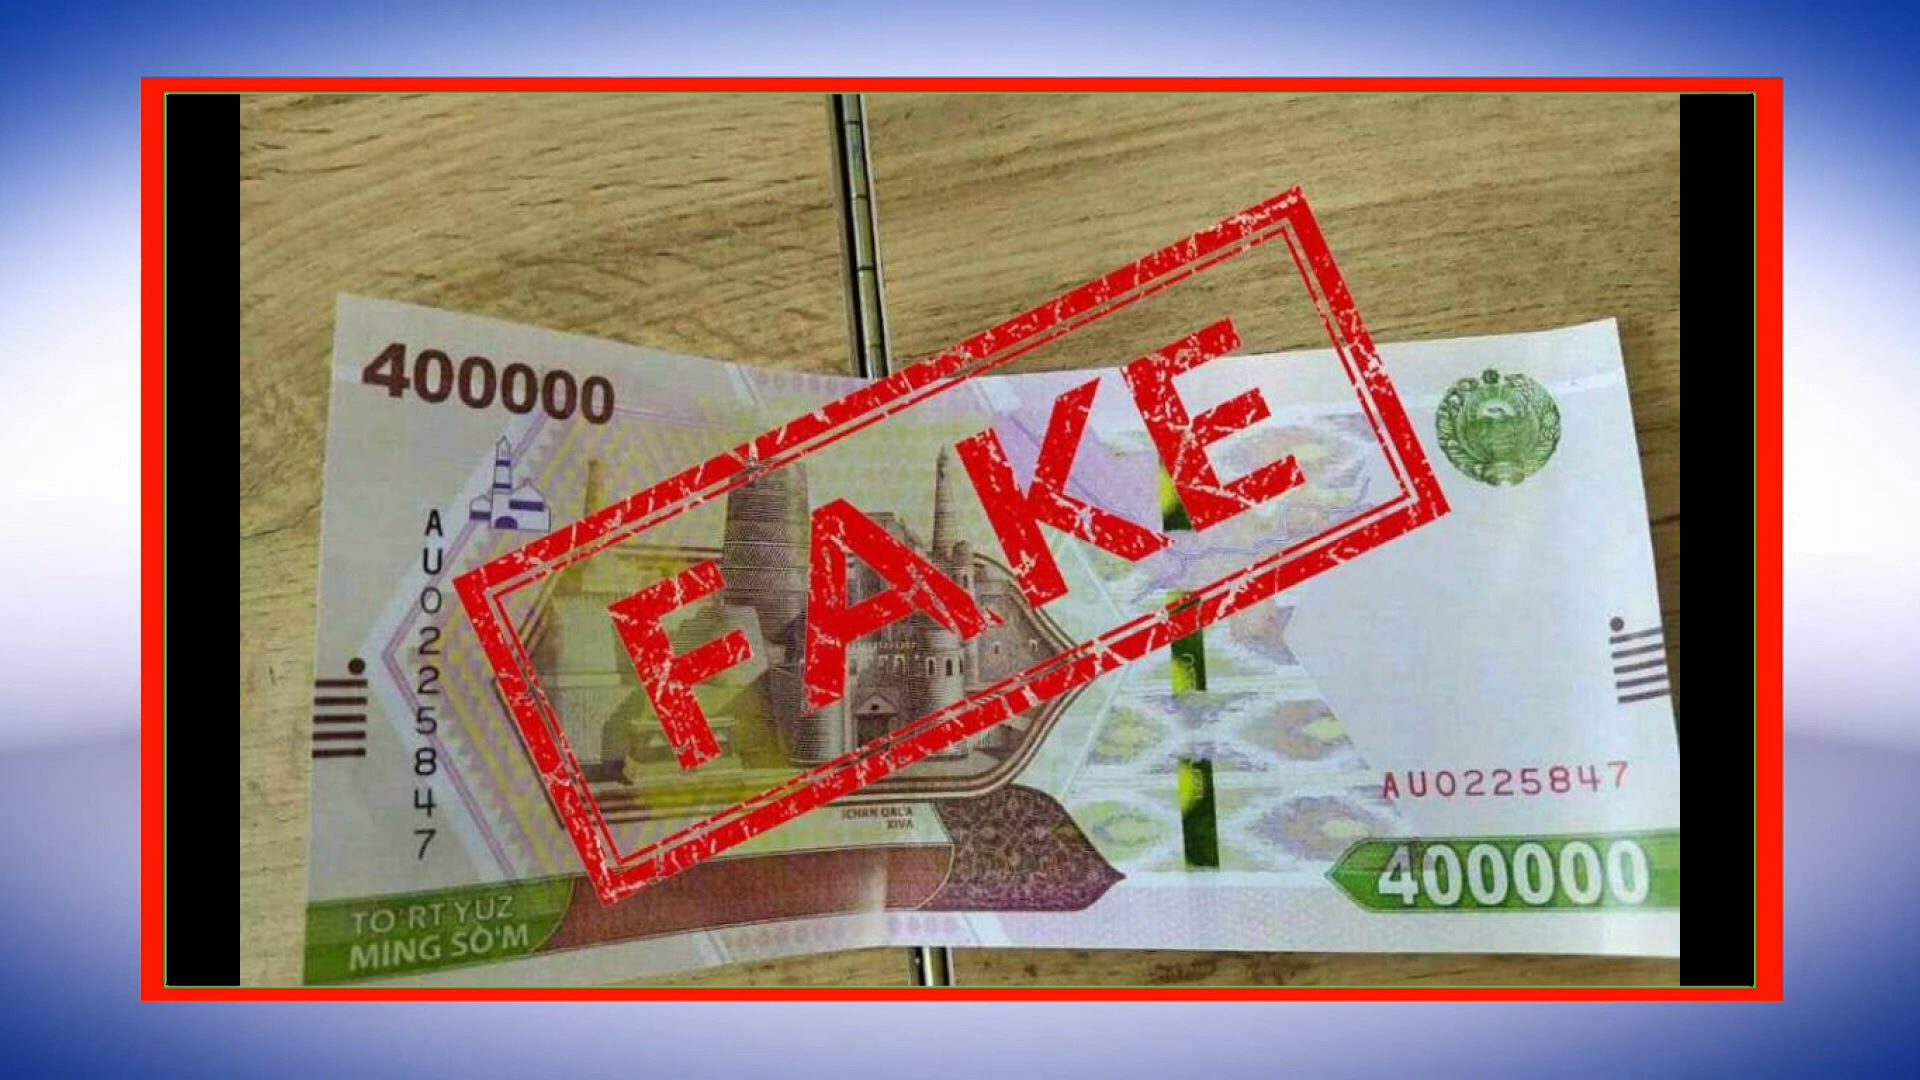 400000
AU0225847
FAKE
ICHAN QAL'A
XIVA
AU0225847
400000
TO'RT YUZ
MING SO'M